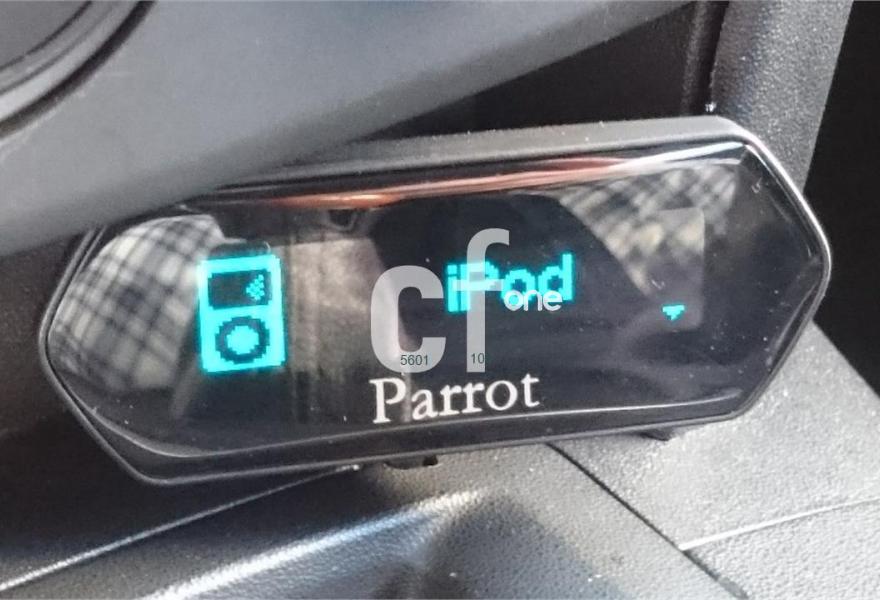 iPod
cf
one
5601 10
Parrot